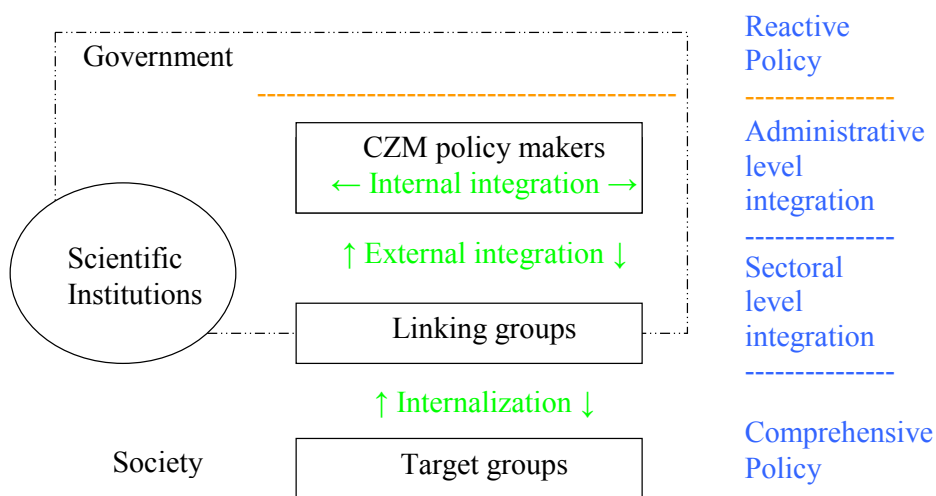 Government
CZM policy makers
← Internal integration →
↑ External integration ↓
Scientific
Institutions
Linking groups
↑ Internalization ↓
Society
Target groups
Reactive
Policy
Administrative
level
integration
Sectoral
level
integration
Comprehensive
Policy